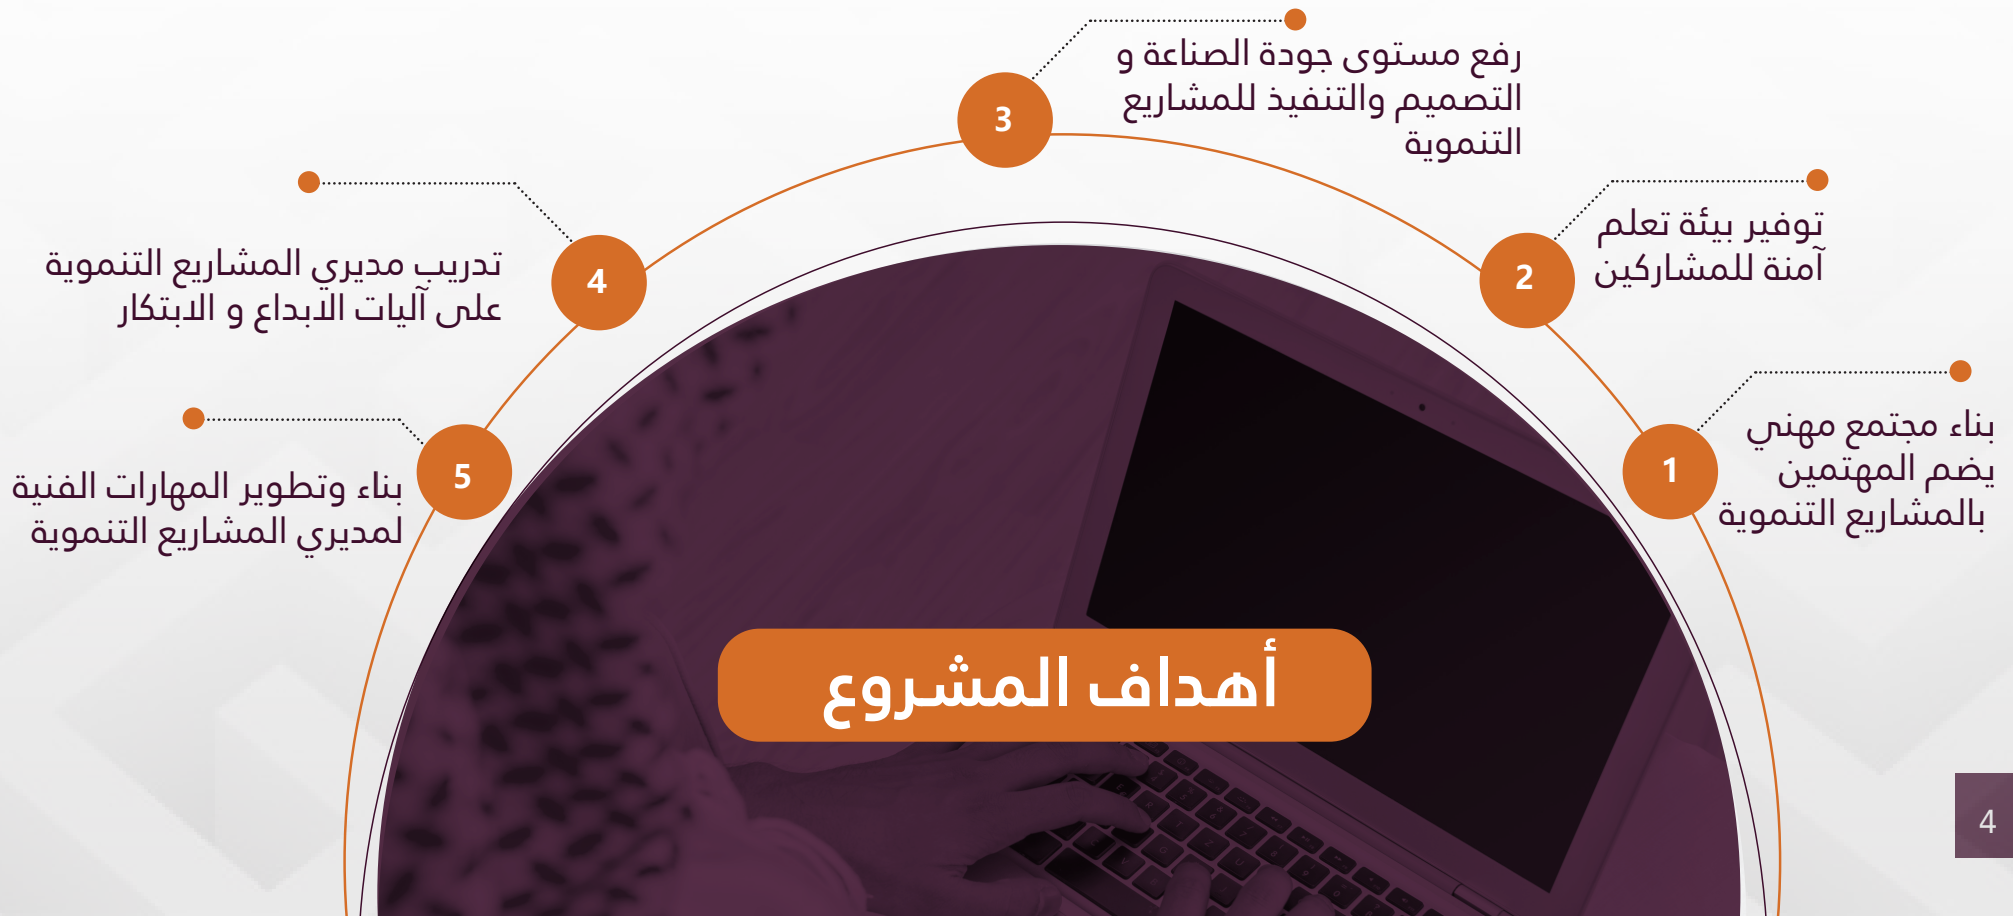 أهداف المشروع
1
بناء مجتمع مهني
يضم المهتمين
بالمشاريع التنموية
2
توفير بيئة تعلم
آمنة للمشاركين
3
رفع مستوى جودة الصناعة و
التصميم والتنفيذ للمشاريع
التنموية
4
تدريب مديري المشاريع التنموية
على آليات الابداع و الابتكار
5
بناء وتطوير المهارات الفنية
لمديري المشاريع التنموية
4